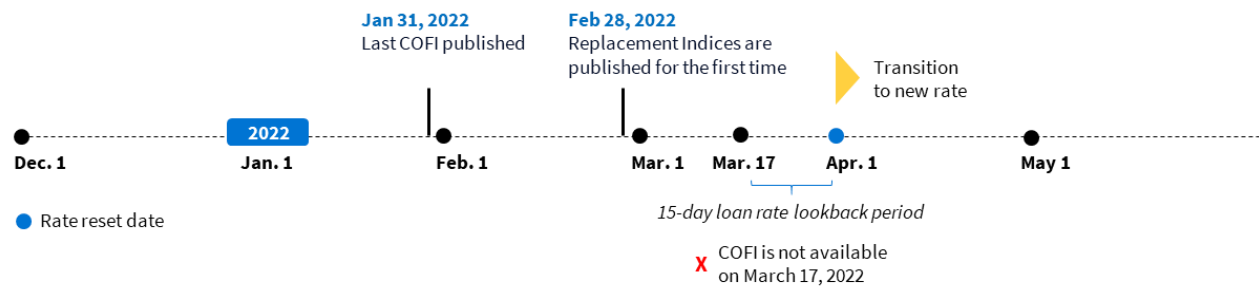 Jan 31, 2022
Last COFI published
Feb 28, 2022
Replacement Indices are
published for the first time
Transition
to new rate
2022
Dec. 1
Jan. 1
Feb. 1
Mar. 1
Mar. 17
Apr. 1
May 1
15-day loan rate lookback period
Rate reset date
X
COFI is not available
on March 17, 2022